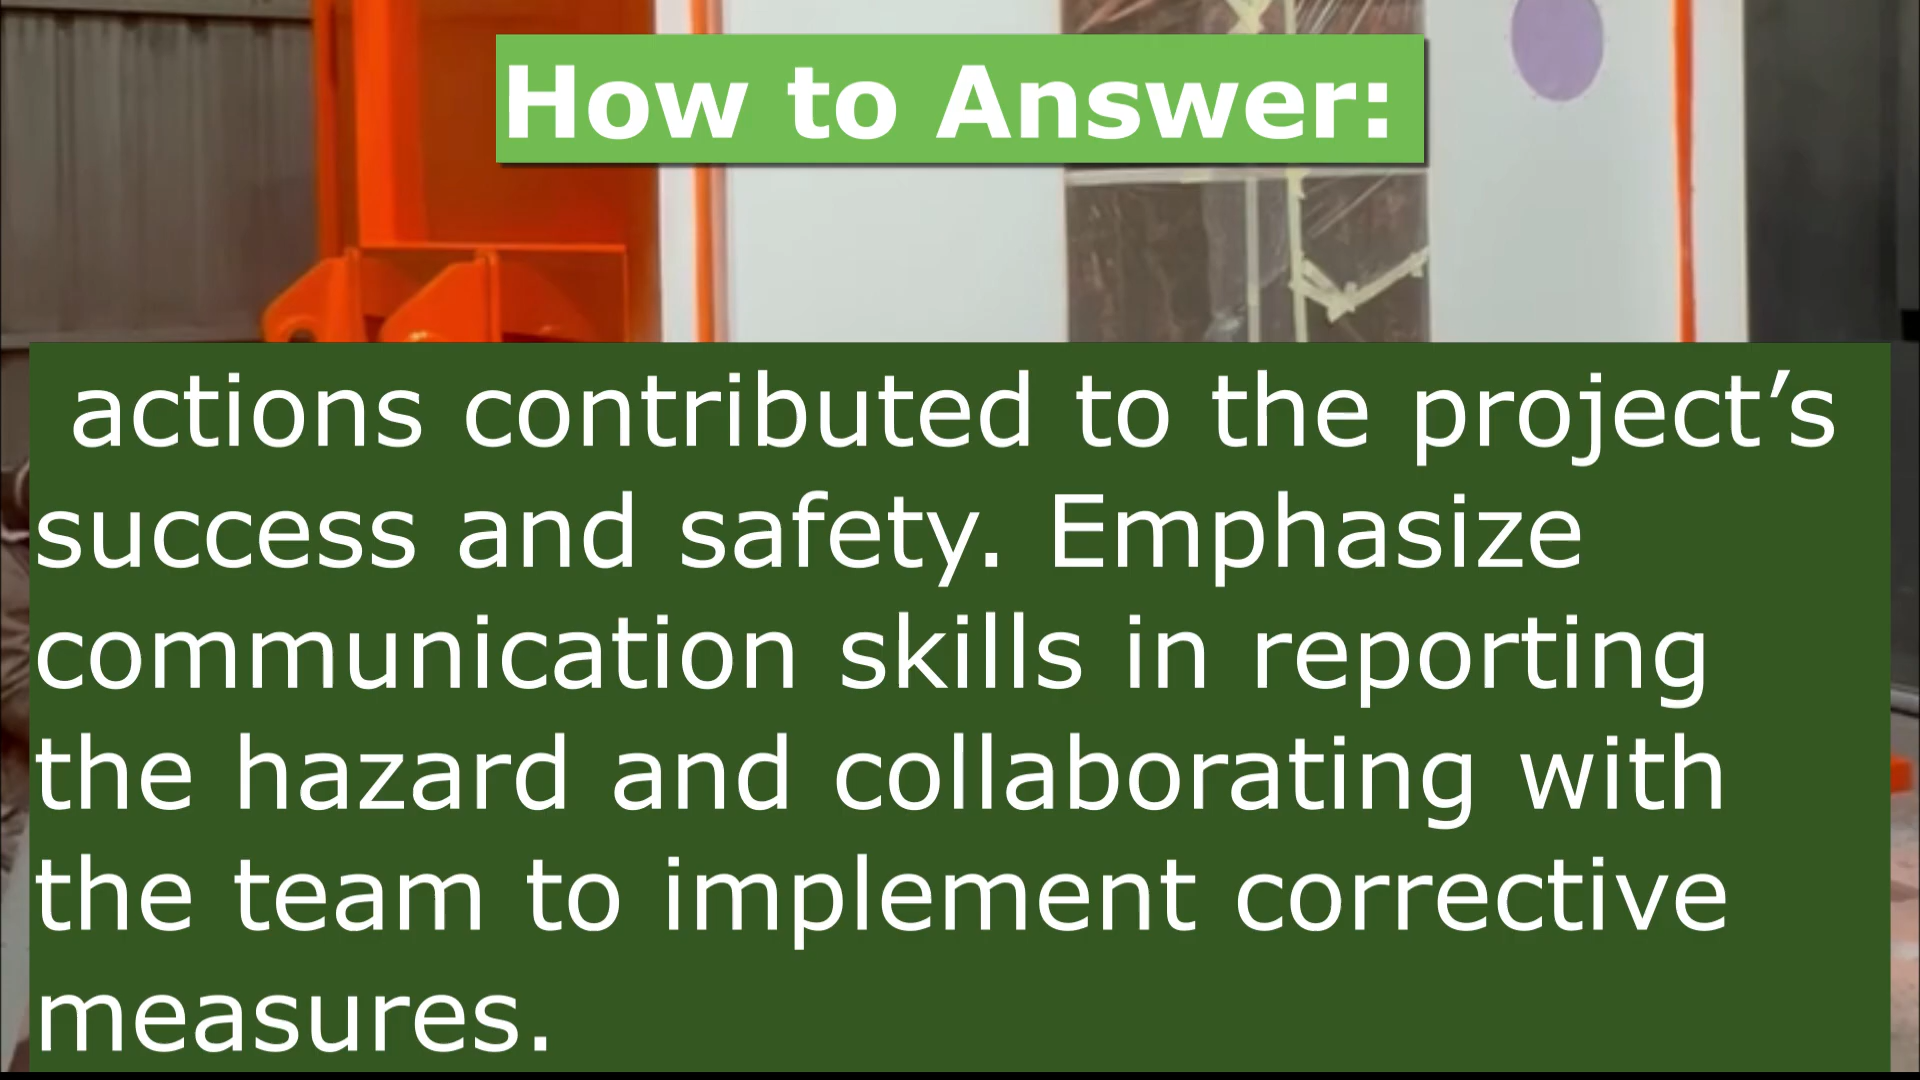 How to Answer:
actions contributed to the project’s
success and safety. Emphasize
communication skills in reporting
the hazard and collaborating with
the team to implement corrective
measures.